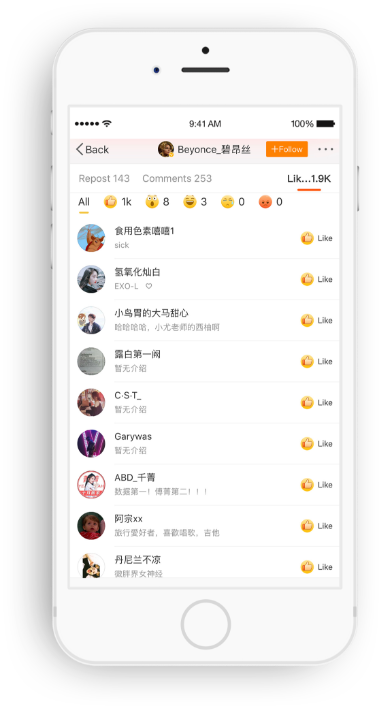 9:41 AM 100%
Back Beyonce_碧昂丝 +Follow
Repost 143 Comments 253 Lik...1.9K
All 1k 8 3 0 0
食用色素嘻嘻1
sick
Like
氢氧化灿白
EXO-L ♡
Like
小鸟胃的大马甜心
哈哈哈哈，小尤老师的西柚啊
Like
露白第一阀
暂无介绍
Like
C·S·T_
暂无介绍
Like
Garywas
暂无介绍
Like
ABD_千菁
数据第一！傅菁第二！！！
Like
阿宗xx
旅行愛好者，喜歡唱歌，吉他
Like
丹尼兰不凉
微胖界女神经
Like